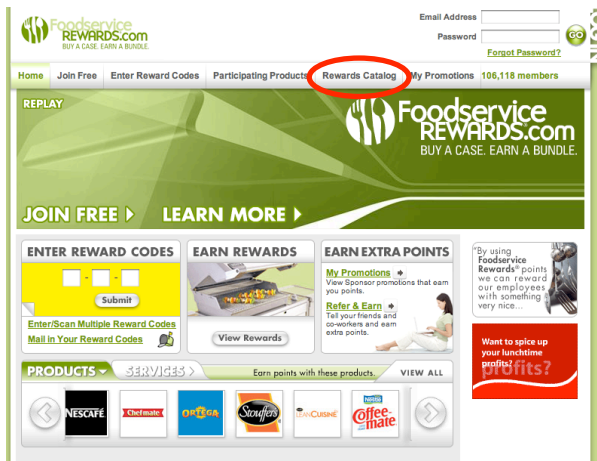 Foodservice
REWARDS.com
BUY A CASE. EARN A BUNDLE.
Email Address
Password
GO
Forgot Password?
Home
Join Free
Enter Reward Codes
Participating Products
Rewards Catalog
My Promotions
106,118 members
REPLAY
Foodservice
REWARDS.com
BUY A CASE. EARN A BUNDLE.
JOIN FREE
LEARN MORE
ENTER REWARD CODES
- -
Submit
Enter/Scan Multiple Reward Codes
Mail in Your Reward Codes
EARN REWARDS
View Rewards
EARN EXTRA POINTS
My Promotions
View Sponsor promotions that earn
you points.
Refer & Earn
Tell your friends and
co-workers and earn
extra points.
"By using
Foodservice
Rewards® points
we can reward
our employees
with something
very nice...
Want to spice up
your lunchtime
profits?
profits?
PRODUCTS
SERVICES
Earn points with these products.
VIEW ALL
NESCAFÉ
Chefmate
ORTEGA
Stouffer's
LEAN CUISINE
Nestlé
Coffee-
mate